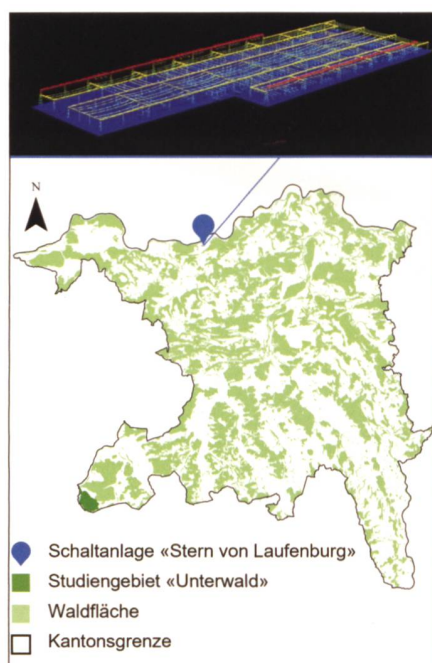 N
Schaltanlage «Stern von Laufenburg»
Studiengebiet «Unterwald»
Waldfläche
Kantonsgrenze